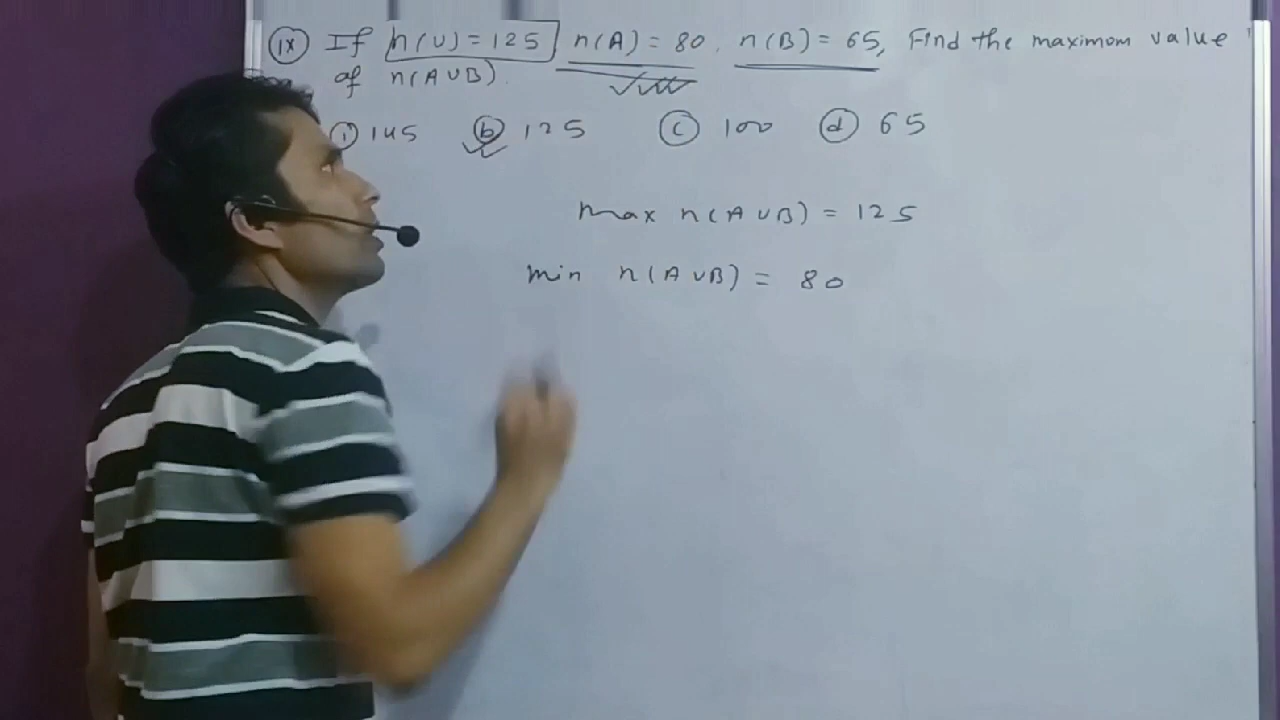 (ix) If n(U) = 125, n(A) = 80, n(B) = 65, Find the maximum value
of n(A∪B).
145 (b) 125 (c) 100 (d) 65
max n(A∪B) = 125
min n(A∪B) = 80